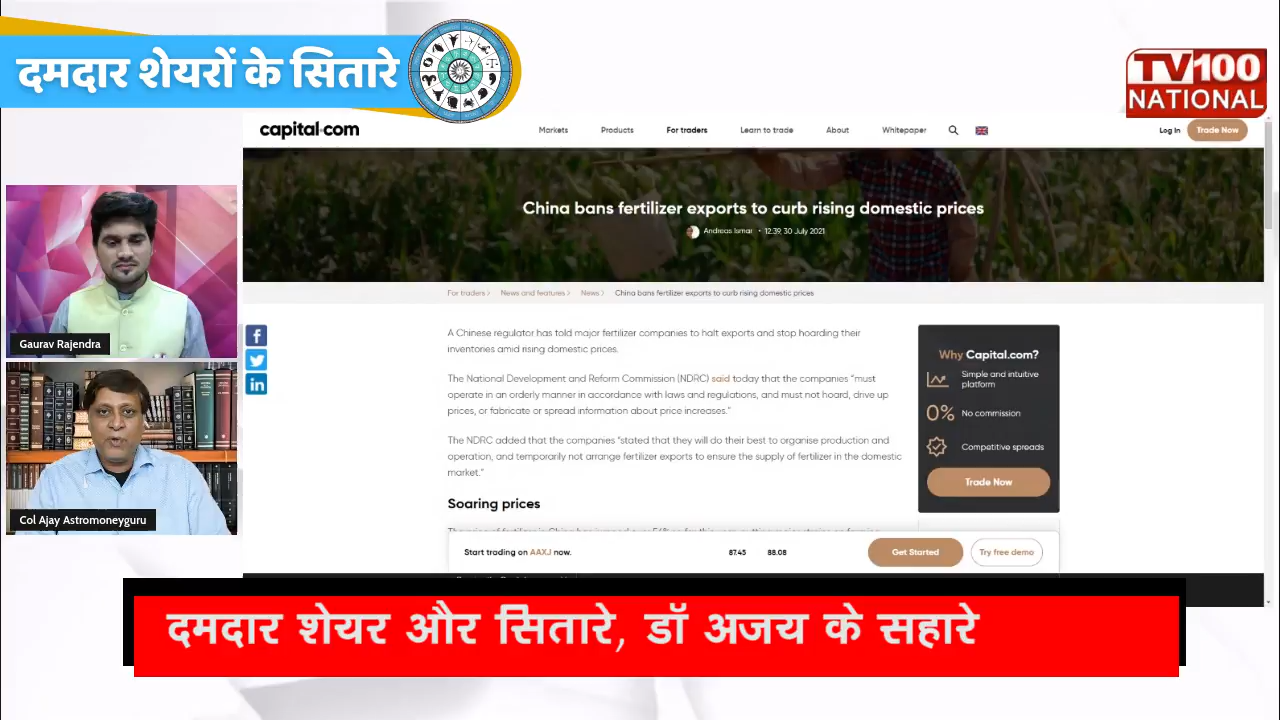 दमदार शेयरों के सितारे
TV100
NATIONAL
capital.com
Markets
Products
For traders
Learn to trade
About
Whitepaper
Log In
Trade Now
China bans fertilizer exports to curb rising domestic prices
Andreas Ismar • 12:39, 30 July 2021
For traders > News and features > News > China bans fertilizer exports to curb rising domestic prices
Gaurav Rajendra
Col Ajay Astromoneyguru
A Chinese regulator has told major fertilizer companies to halt exports and stop hoarding their
inventories amid rising domestic prices.
The National Development and Reform Commission (NDRC) said today that the companies “must
operate in an orderly manner in accordance with laws and regulations, and must not hoard, drive up
prices, or fabricate or spread information about price increases.”
The NDRC added that the companies “stated that they will do their best to organise production and
operation, and temporarily not arrange fertilizer exports to ensure the supply of fertilizer in the domestic
market.”
Soaring prices
Why Capital.com?
Simple and intuitive
platform
0% No commission
Competitive spreads
Trade Now
Start trading on AAXJ now.
87.45
88.08
Get Started
Try free demo
दमदार शेयर और सितारे, डॉ अजय के सहारे